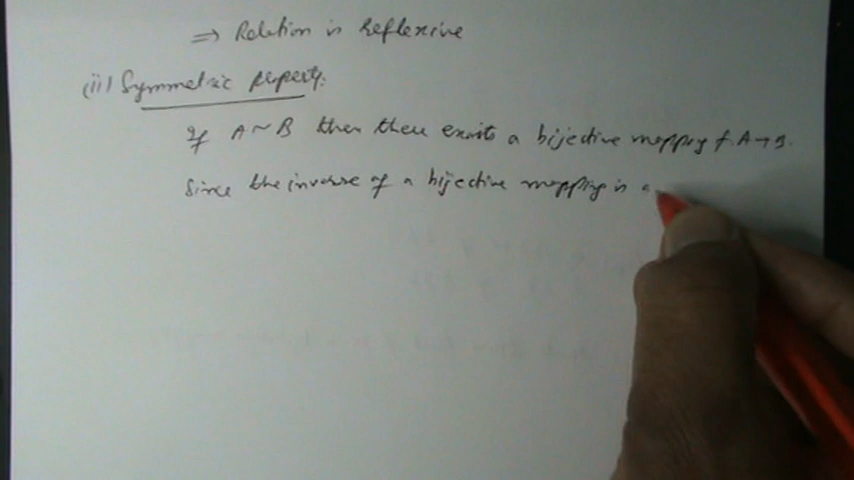 ⇒ Relation is reflexive
(ii) Symmetric property:
If A ~ B then there exists a bijective mapping f: A → B.
Since the inverse of a bijective mapping is a